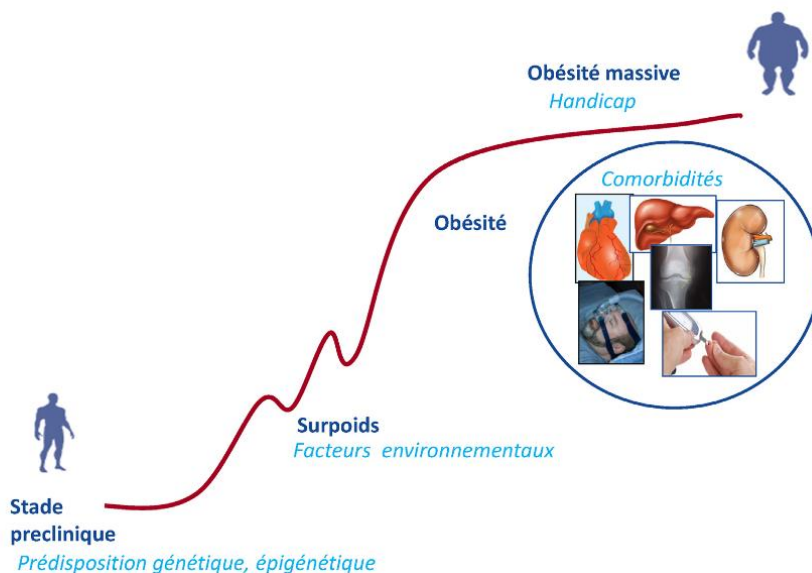 Obésité massive
Handicap
Comorbidités
Obésité
Surpoids
Facteurs environnementaux
Stade
preclinique
Prédisposition génétique, épigénétique